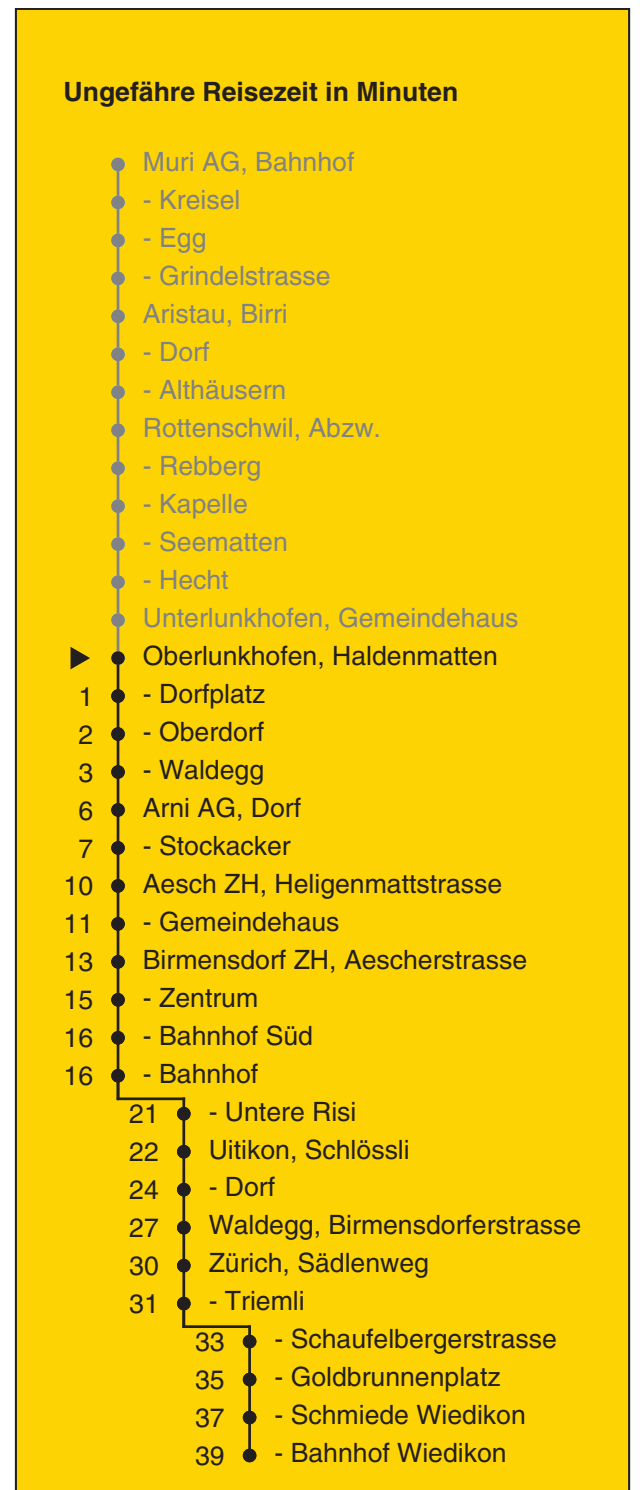 Ungefähre Reisezeit in Minuten
Muri AG, Bahnhof
- Kreisel
- Egg
- Grindelstrasse
Aristau, Birri
- Dorf
- Althäusern
Rottenschwil, Abzw.
- Rebberg
- Kapelle
- Seematten
- Hecht
Unterlunkhofen, Gemeindehaus
Oberlunkhofen, Haldenmatten
1 - Dorfplatz
2 - Oberdorf
3 - Waldegg
6 Arni AG, Dorf
7 - Stockacker
10 Aesch ZH, Heligenmattstrasse
11 - Gemeindehaus
13 Birmensdorf ZH, Aescherstrasse
15 - Zentrum
16 - Bahnhof Süd
16 - Bahnhof
21 - Untere Risi
22 Uitikon, Schlössli
24 - Dorf
27 Waldegg, Birmensdorferstrasse
30 Zürich, Sädlenweg
31 - Triemli
33 - Schaufelbergerstrasse
35 - Goldbrunnenplatz
37 - Schmiede Wiedikon
39 - Bahnhof Wiedikon